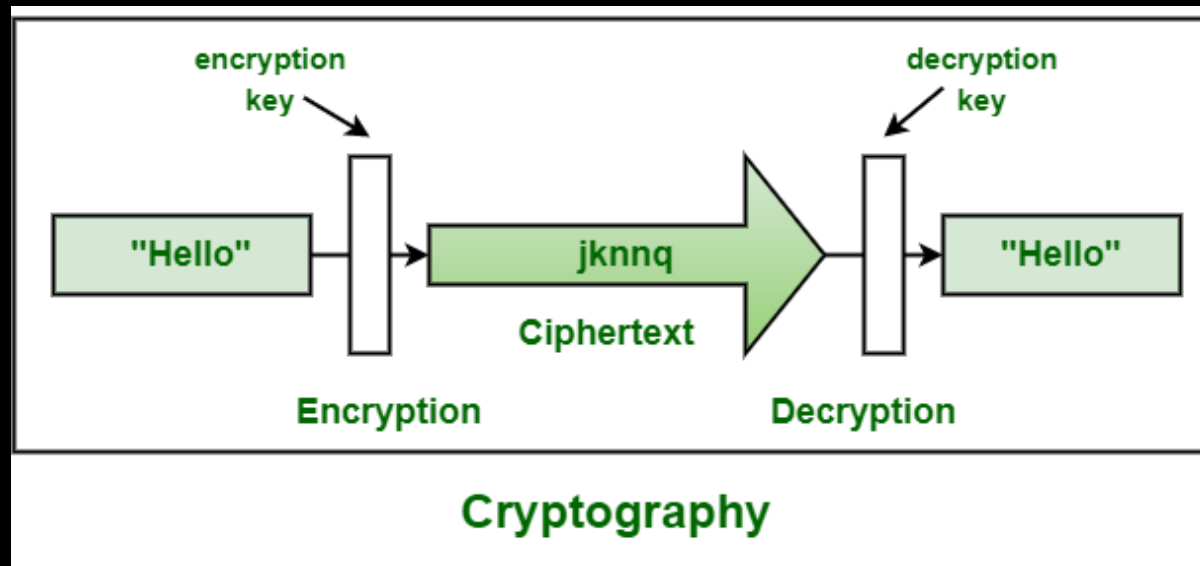 encryption
key
decryption
key
"Hello"
jknnq
"Hello"
Ciphertext
Encryption
Decryption
Cryptography